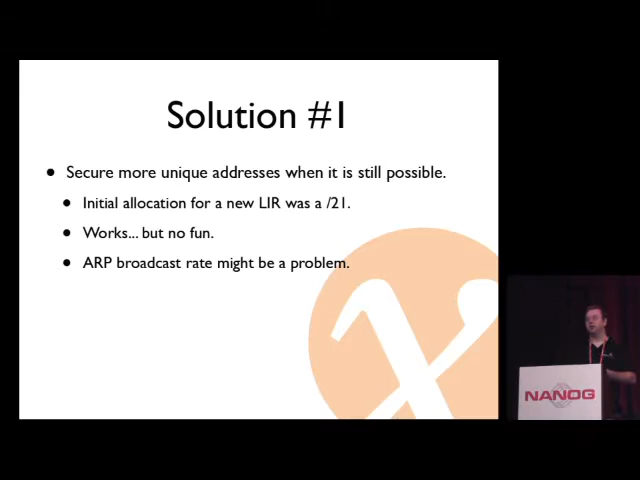 Solution #1
• Secure more unique addresses when it is still possible.
• Initial allocation for a new LIR was a /21.
• Works... but no fun.
• ARP broadcast rate might be a problem.
NANOG